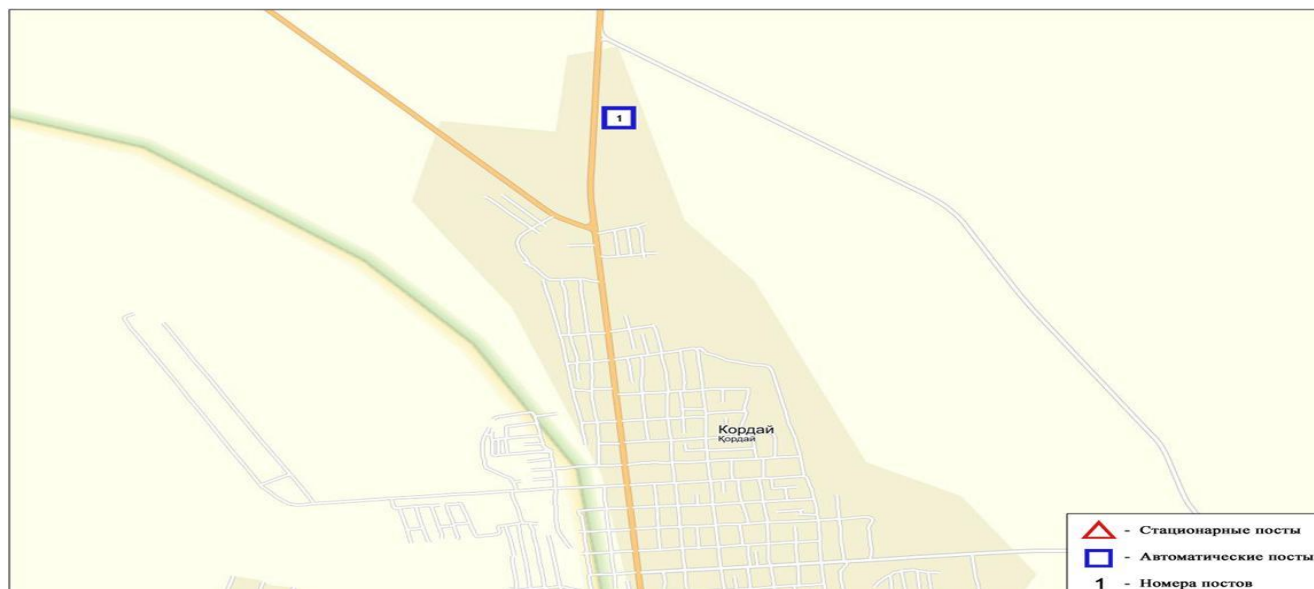 1
Кордай
Қордай
- Стационарные посты
- Автоматические посты
1 - Номера постов